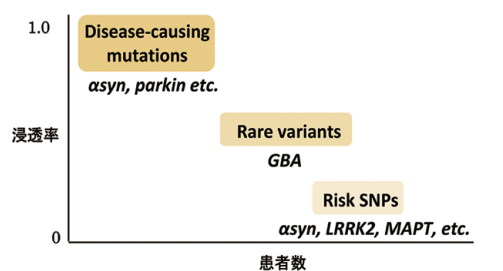 1.0
Disease-causing
mutations
αsyn, parkin etc.
浸透率
Rare variants
GBA
Risk SNPs
αsyn, LRRK2, MAPT, etc.
0
患者数